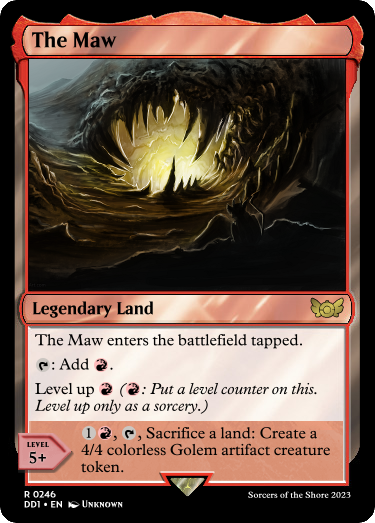 The Maw
Legendary Land
The Maw enters the battlefield tapped.
: Add .
Level up  (: Put a level counter on this.
Level up only as a sorcery.)
LEVEL
5+
1 , , Sacrifice a land: Create a
4/4 colorless Golem artifact creature
token.
R 0246
DD1 • EN Unknown
Sorcers of the Shore 2023